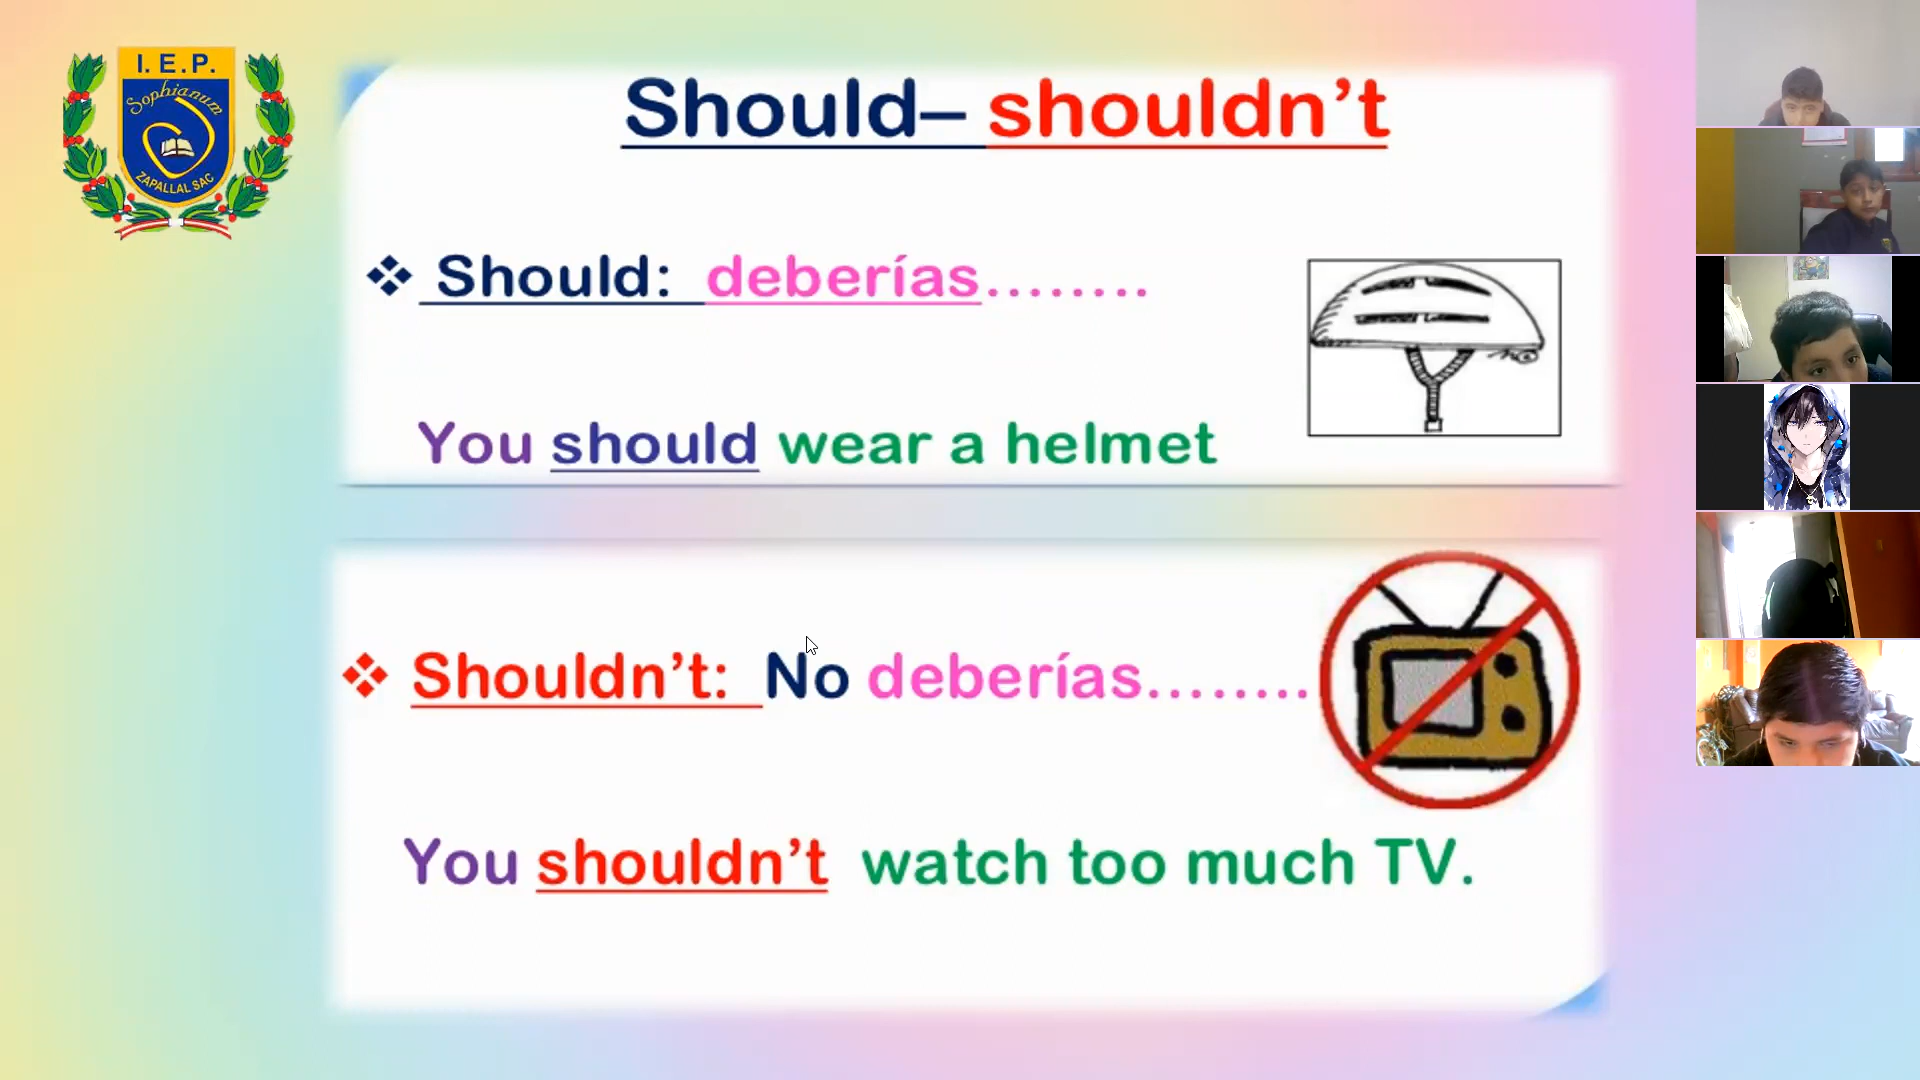 I. E. P.
Sophianum
ZAPALLAL SAC
Should– shouldn't
❖ Should: deberías........
You should wear a helmet
❖ Shouldn't: No deberías........
You shouldn't watch too much TV.